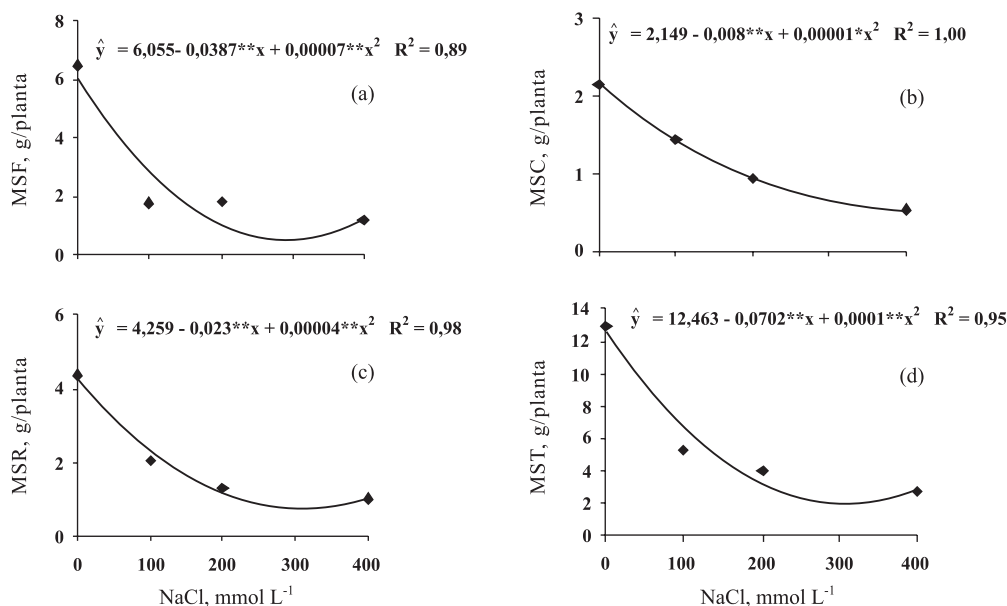 ŷ = 6,055- 0,0387**x + 0,00007**x² R² = 0,89
8
6
4
2
0
MSF, g/planta
(a)
ŷ = 2,149 - 0,008**x + 0,00001*x² R² = 1,00
3
2
1
0
MSC, g/planta
(b)
ŷ = 4,259 - 0,023**x + 0,00004**x² R² = 0,98
6
4
2
0
MSR, g/planta
(c)
0 100 200 300 400
NaCl, mmol L⁻¹
ŷ = 12,463 - 0,0702**x + 0,0001**x² R² = 0,95
14
12
10
8
6
4
2
0
MST, g/planta
(d)
0 100 200 300 400
NaCl, mmol L⁻¹